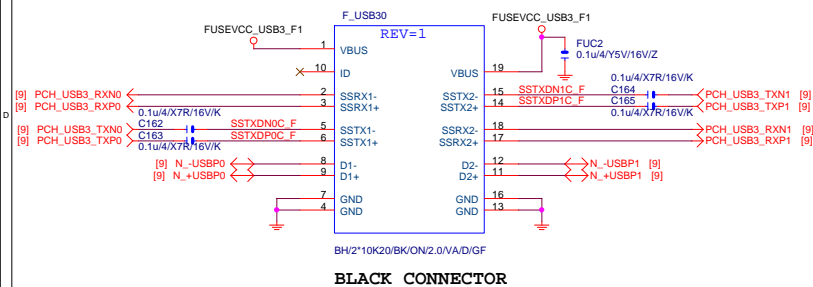 F_USB30
FUSEVCC_USB3_F1
REV=1
FUSEVCC_USB3_F1
FUC2
0.1u/4/Y5V/16V/Z
1
VBUS
10
ID
VBUS
19
0.1u/4/X7R/16V/K
[9] PCH_USB3_RXN0
2
SSRX1-
SSTX2-
15
SSTXDN1C_F
C164
PCH_USB3_TXN1 [9]
[9] PCH_USB3_RXP0
3
SSRX1+
SSTX2+
14
SSTXDP1C_F
C165
PCH_USB3_TXP1 [9]
0.1u/4/X7R/16V/K
0.1u/4/X7R/16V/K
[9] PCH_USB3_TXN0
C162
SSTXDN0C_F
5
SSTX1-
SSRX2-
18
PCH_USB3_RXN1 [9]
[9] PCH_USB3_TXP0
C163
SSTXDP0C_F
6
SSTX1+
SSRX2+
17
PCH_USB3_RXP1 [9]
0.1u/4/X7R/16V/K
[9] N_-USBP0
8
D1-
D2-
12
N_-USBP1 [9]
[9] N_+USBP0
9
D1+
D2+
11
N_+USBP1 [9]
7
GND
GND
16
4
GND
GND
13
D
BH/2*10K20/BK/ON/2.0/VA/D/GF
BLACK CONNECTOR